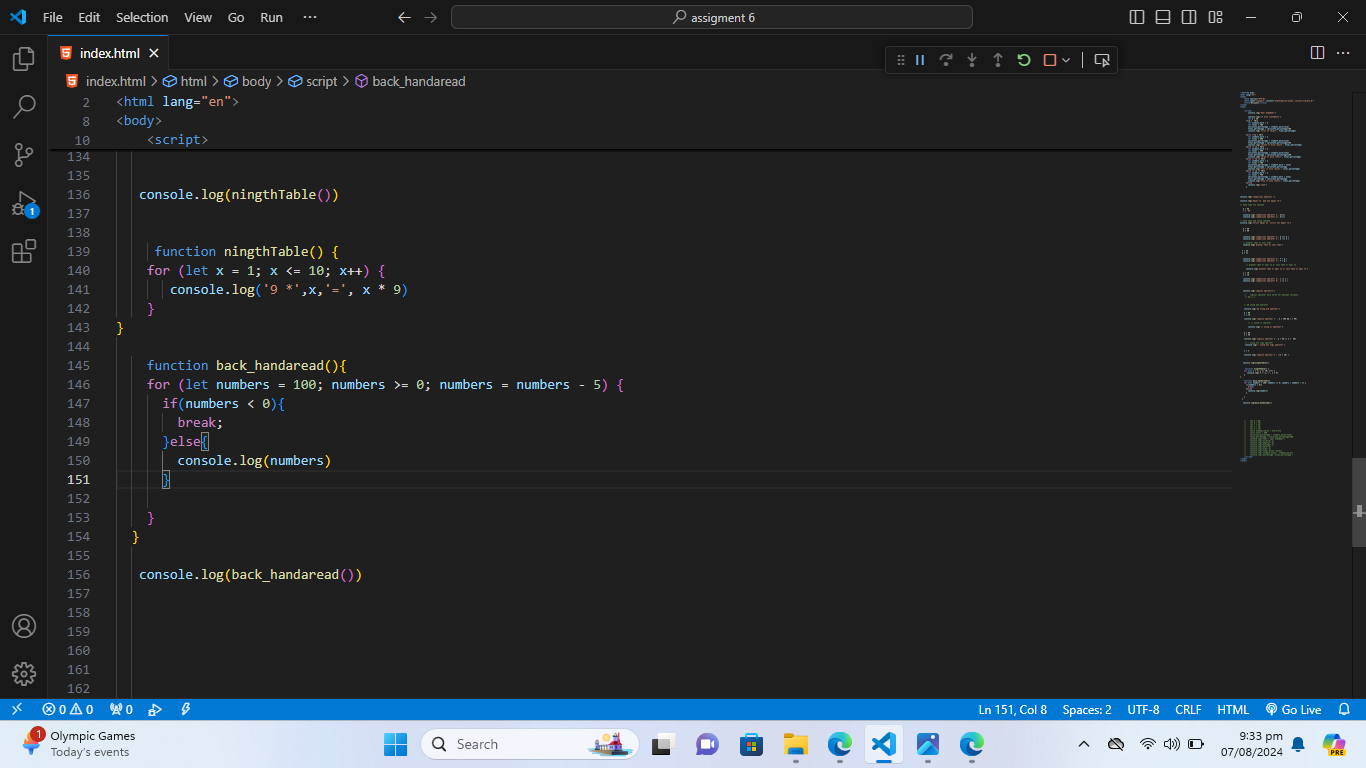 File Edit Selection View Go Run ··· assigment 6
index.html
index.html > html > body > script > back_handaread
2 <html lang="en">
8 <body>
10 <script>
134
135
136 console.log(ningthTable())
137
138
139 function ningthTable() {
140 for (let x = 1; x <= 10; x++) {
141 console.log('9 *',x,'=', x * 9)
142 }
143 }
144
145 function back_handaread(){
146 for (let numbers = 100; numbers >= 0; numbers = numbers - 5) {
147 if(numbers < 0){
148 break;
149 }else{
150 console.log(numbers)
151 }
152
153 }
154 }
155
156 console.log(back_handaread())
157
158
159
160
161
162
1
0 0 0 Ln 151, Col 8 Spaces: 2 UTF-8 CRLF HTML Go Live
1 Olympic Games
Today's events
Search
9:33 pm
07/08/2024
PRE